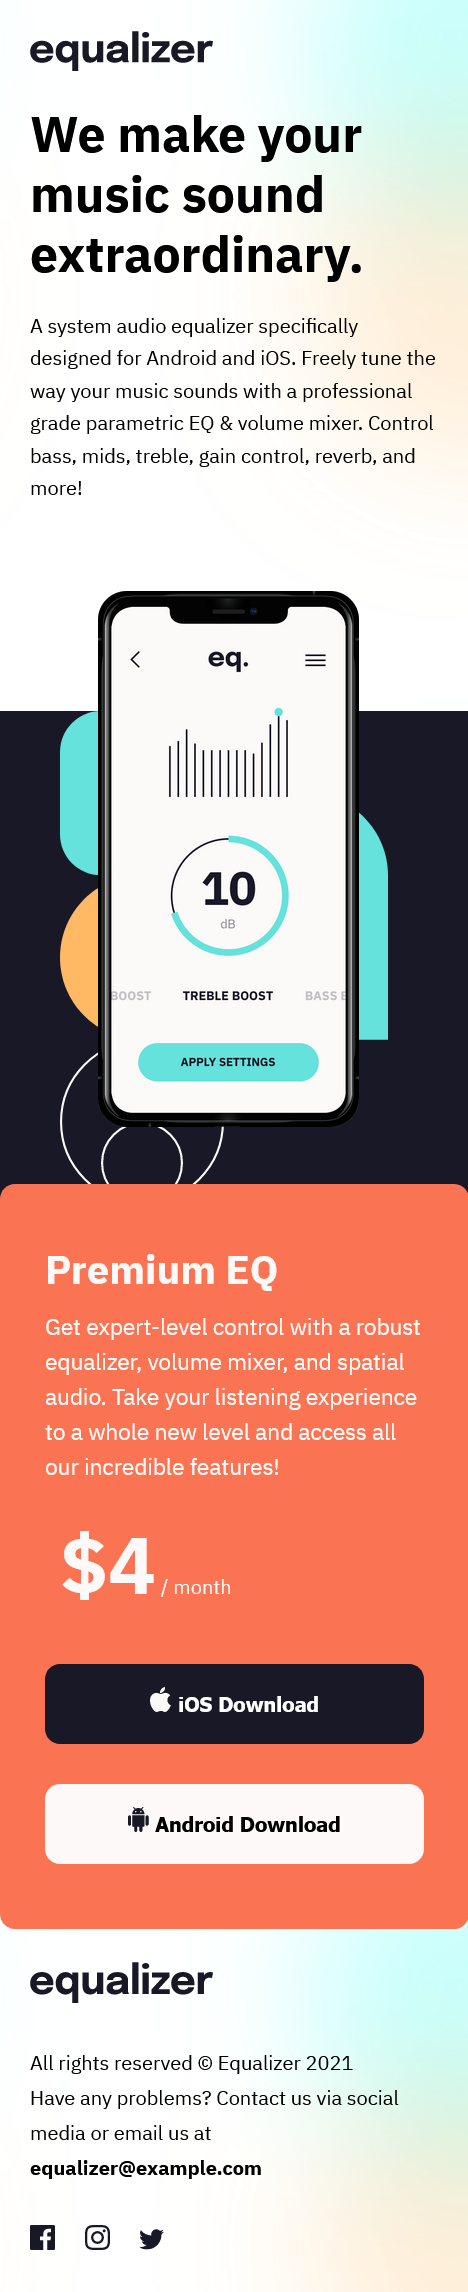 equalizer
We make your
music sound
extraordinary.
A system audio equalizer specifically
designed for Android and iOS. Freely tune the
way your music sounds with a professional
grade parametric EQ & volume mixer. Control
bass, mids, treble, gain control, reverb, and
more!
eq.
10
dB
BOOST TREBLE BOOST BASS
APPLY SETTINGS
Premium EQ
Get expert-level control with a robust
equalizer, volume mixer, and spatial
audio. Take your listening experience
to a whole new level and access all
our incredible features!
$4 / month
iOS Download
Android Download
equalizer
All rights reserved © Equalizer 2021
Have any problems? Contact us via social
media or email us at
equalizer@example.com